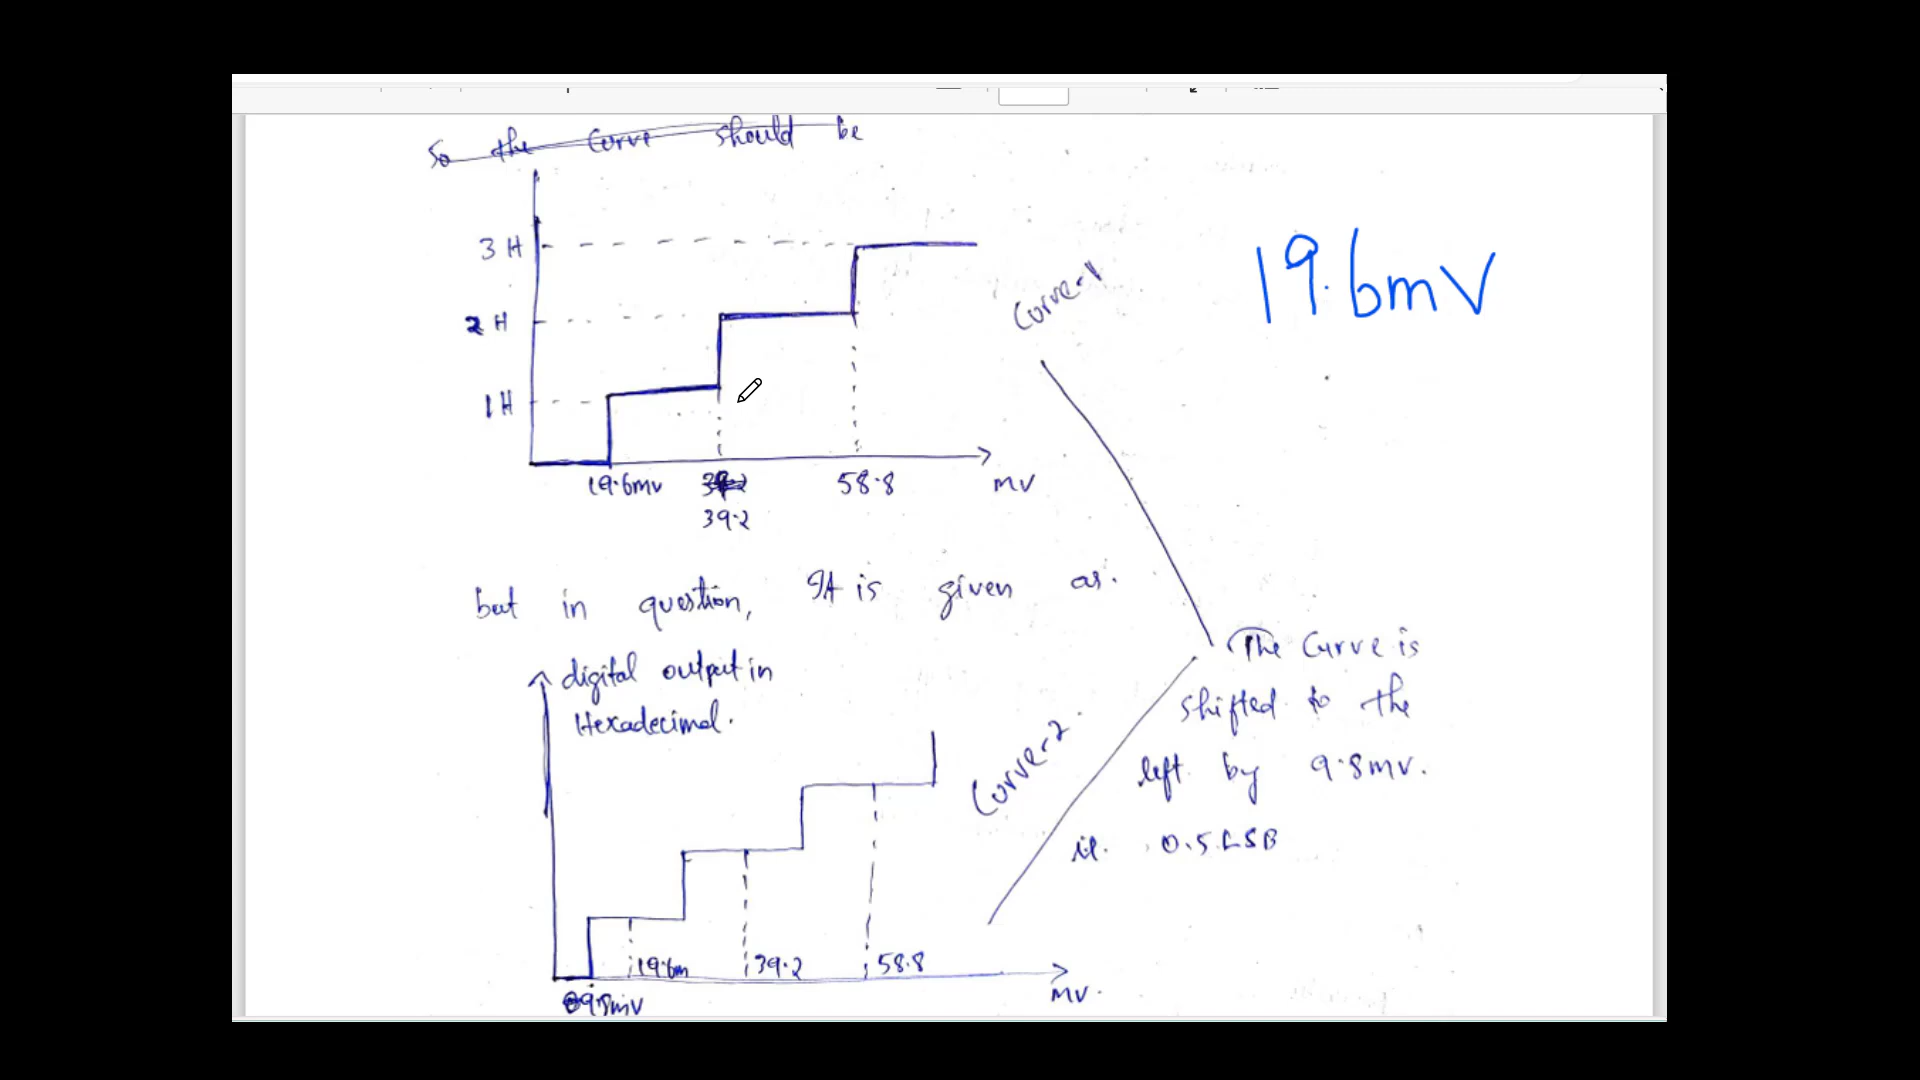 So the Curve should be
3 H
2 H
1 H
19.6mv
58.8
mv
39.2
Curve-1
19.6mV
but in question, IA is given as.
digital output in
Hexadecimal.
Curve-2.
The Curve is
shifted to the
left by 9.8mv.
ie. 0.5 LSB
19.6m
39.2
58.8
9.8mv
mv.